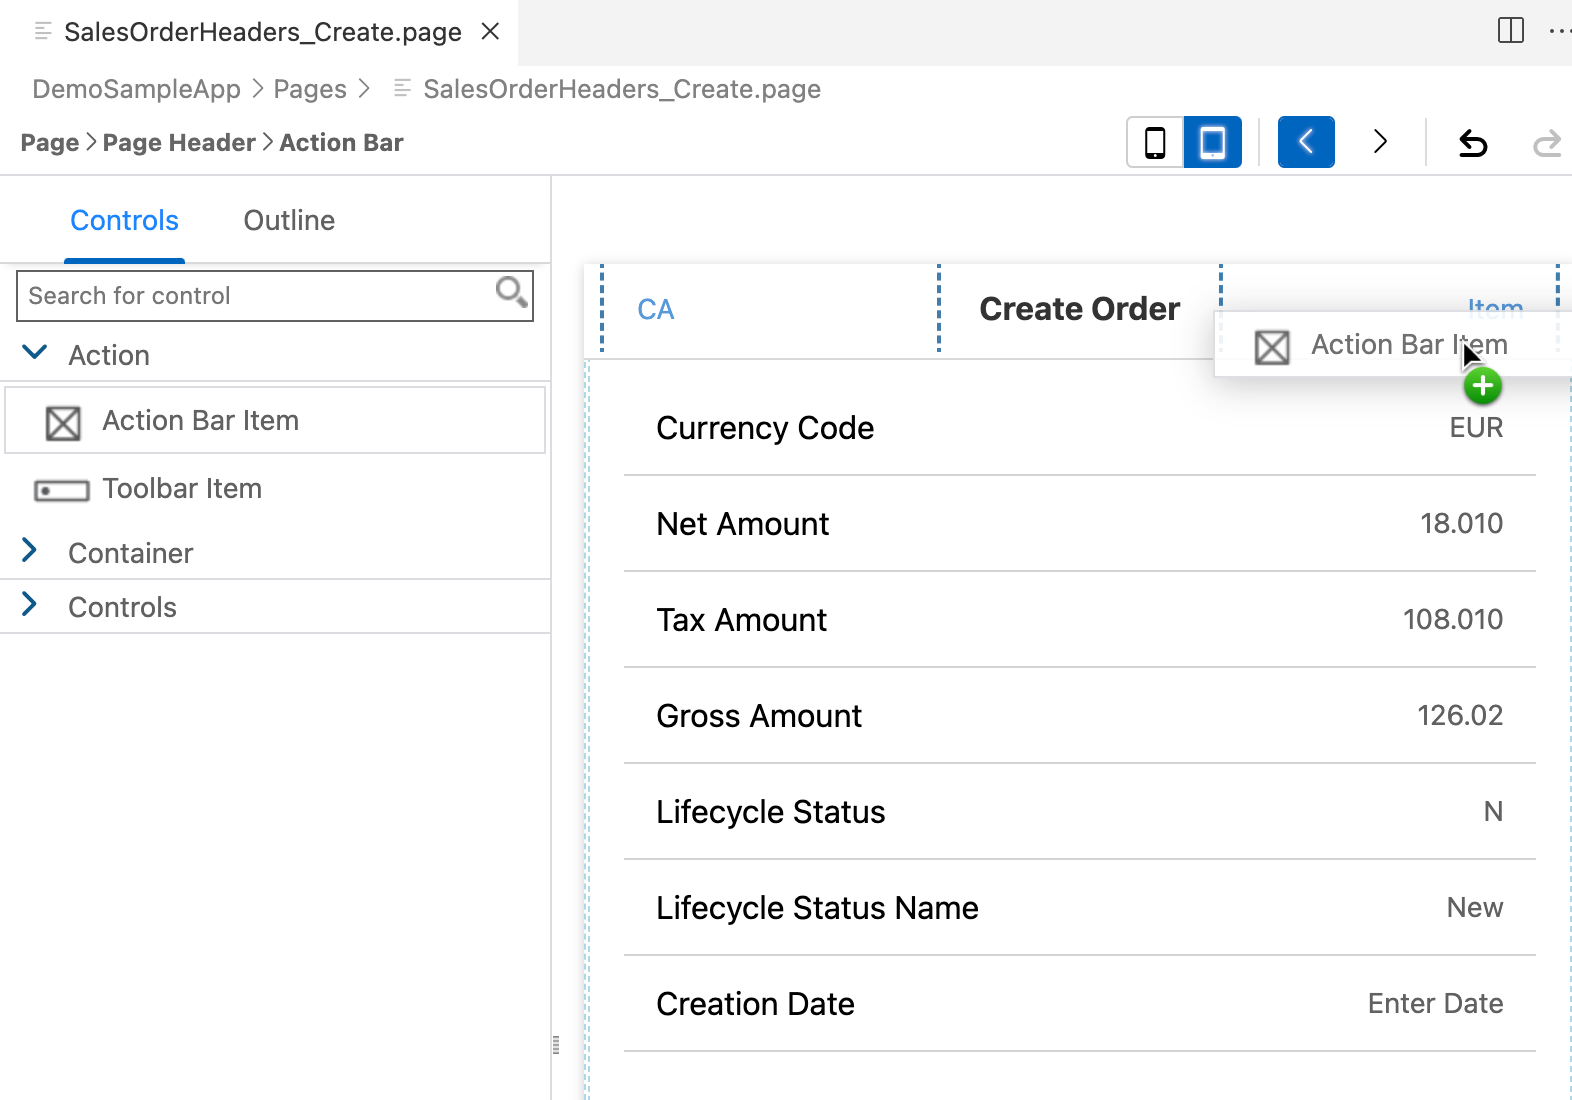 SalesOrderHeaders_Create.page
DemoSampleApp > Pages > SalesOrderHeaders_Create.page
Page > Page Header > Action Bar
Controls Outline
Search for control
Action
Action Bar Item
Toolbar Item
Container
Controls
CA Create Order Item
Action Bar Item
Currency Code EUR
Net Amount 18.010
Tax Amount 108.010
Gross Amount 126.02
Lifecycle Status N
Lifecycle Status Name New
Creation Date Enter Date